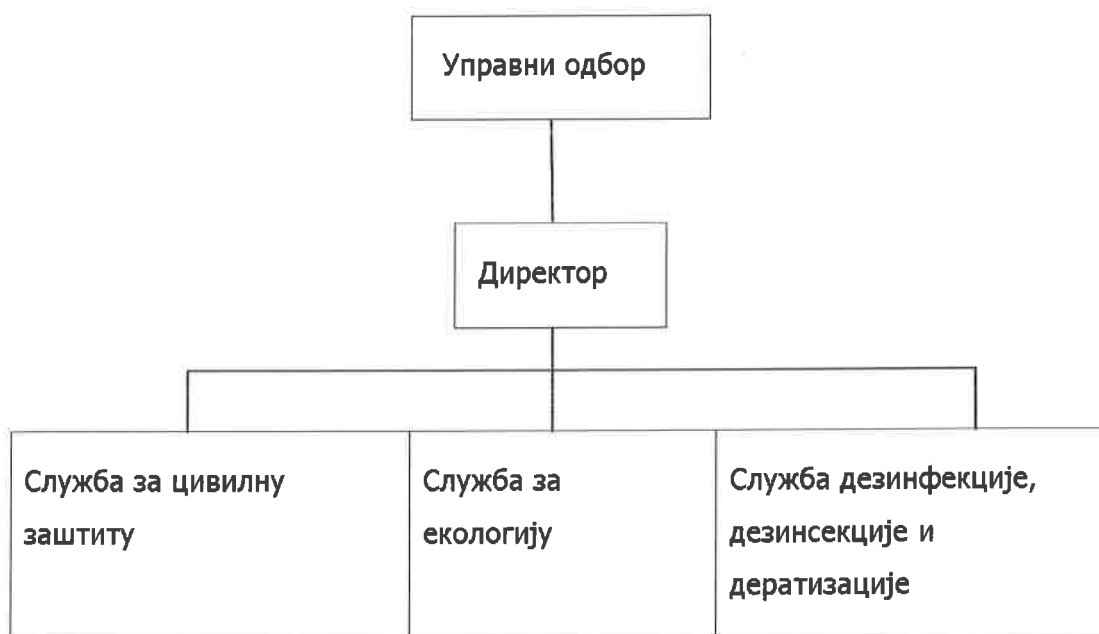 Управни одбор
Директор
Служба за цивилну
заштиту
Служба за
екологију
Служба дезинфекције,
дезинсекције и
дератизације